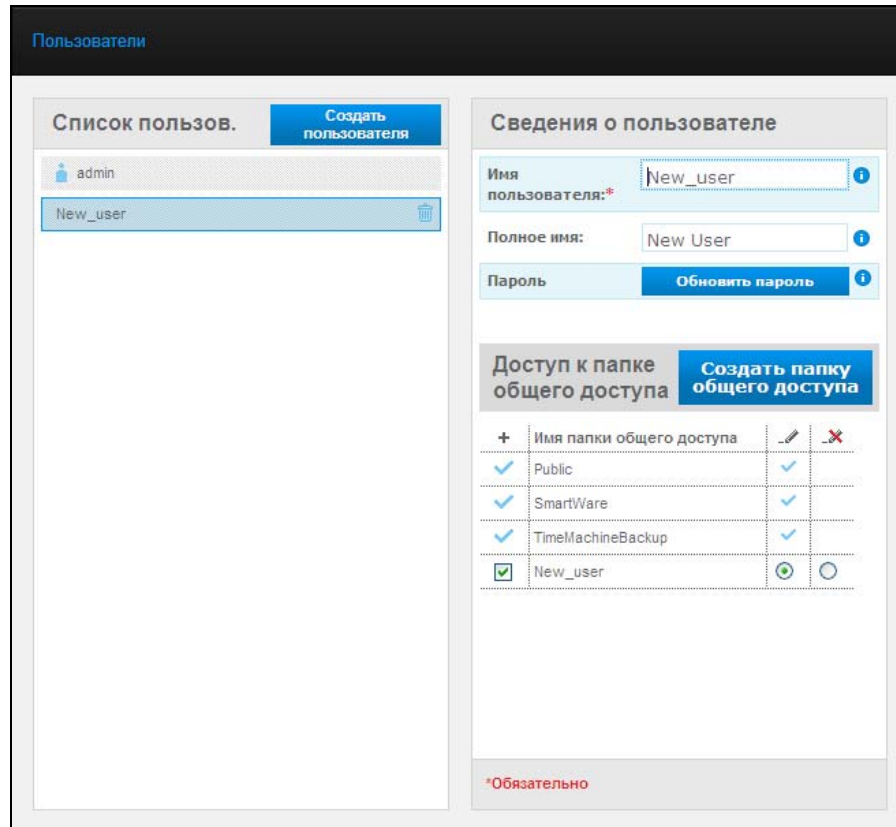 Пользователи
Список пользов.
Создать
пользователя
admin
New_user
Сведения о пользователе
Имя
пользователя:*
New_user
Полное имя:
New User
Пароль
Обновить пароль
Доступ к папке
общего доступа
Создать папку
общего доступа
Имя папки общего доступа
Public
SmartWare
TimeMachineBackup
New_user
*Обязательно